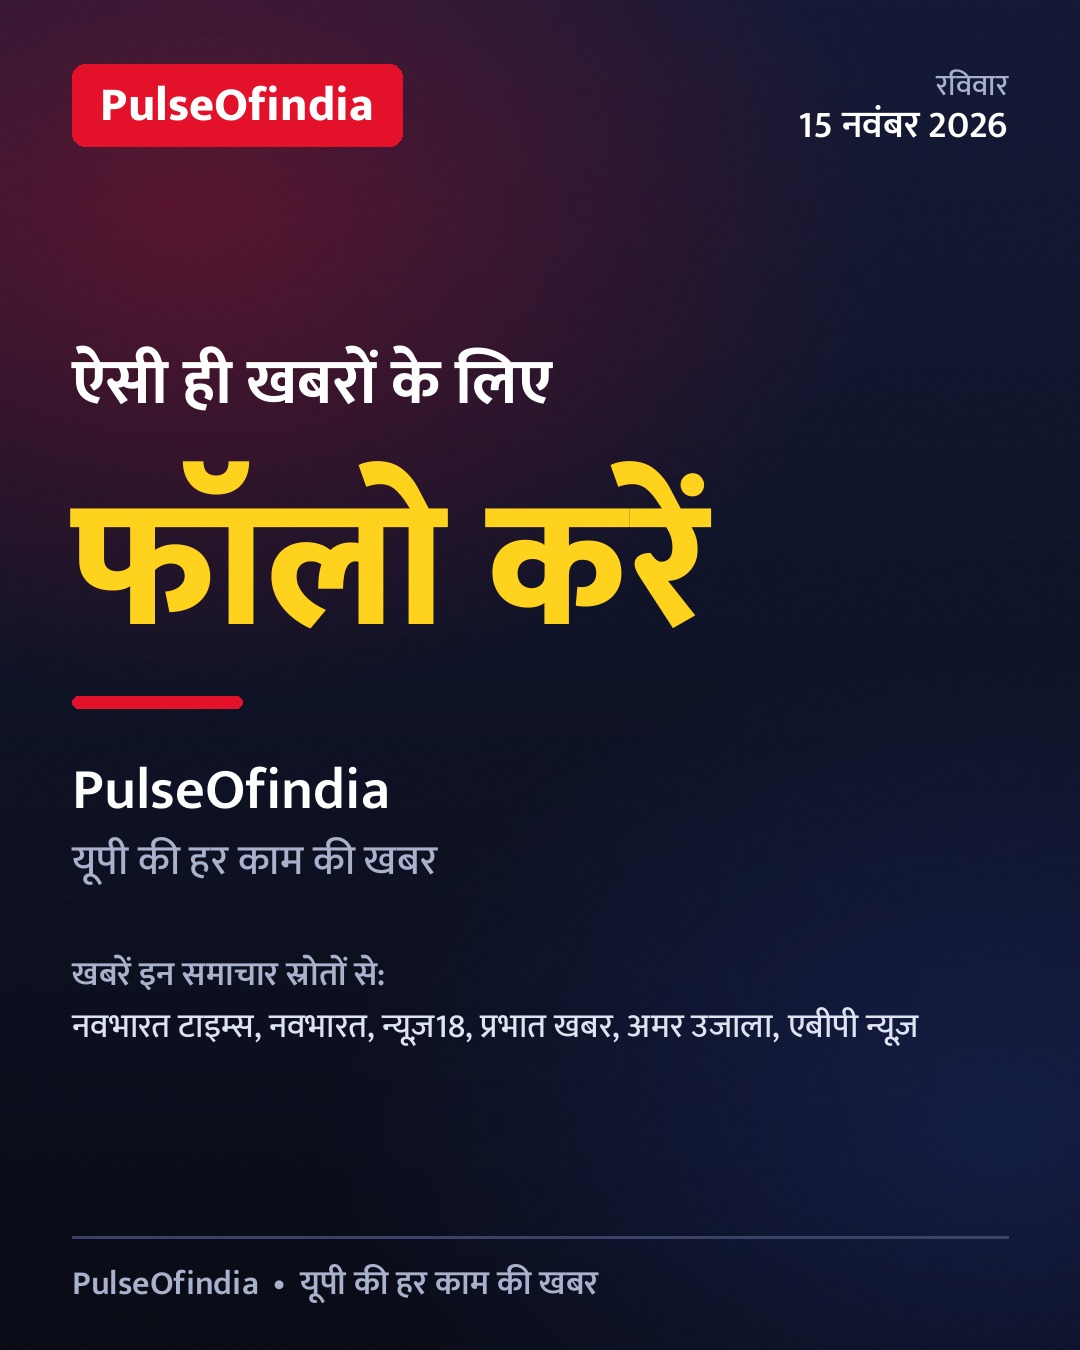 PulseOfindia
रविवार
15 नवंबर 2026
ऐसी ही खबरों के लिए
फॉलो करें
PulseOfindia
यूपी की हर काम की खबर
खबरें इन समाचार स्रोतों से:
नवभारत टाइम्स, नवभारत, न्यूज़18, प्रभात खबर, अमर उजाला, एबीपी न्यूज़
PulseOfindia • यूपी की हर काम की खबर